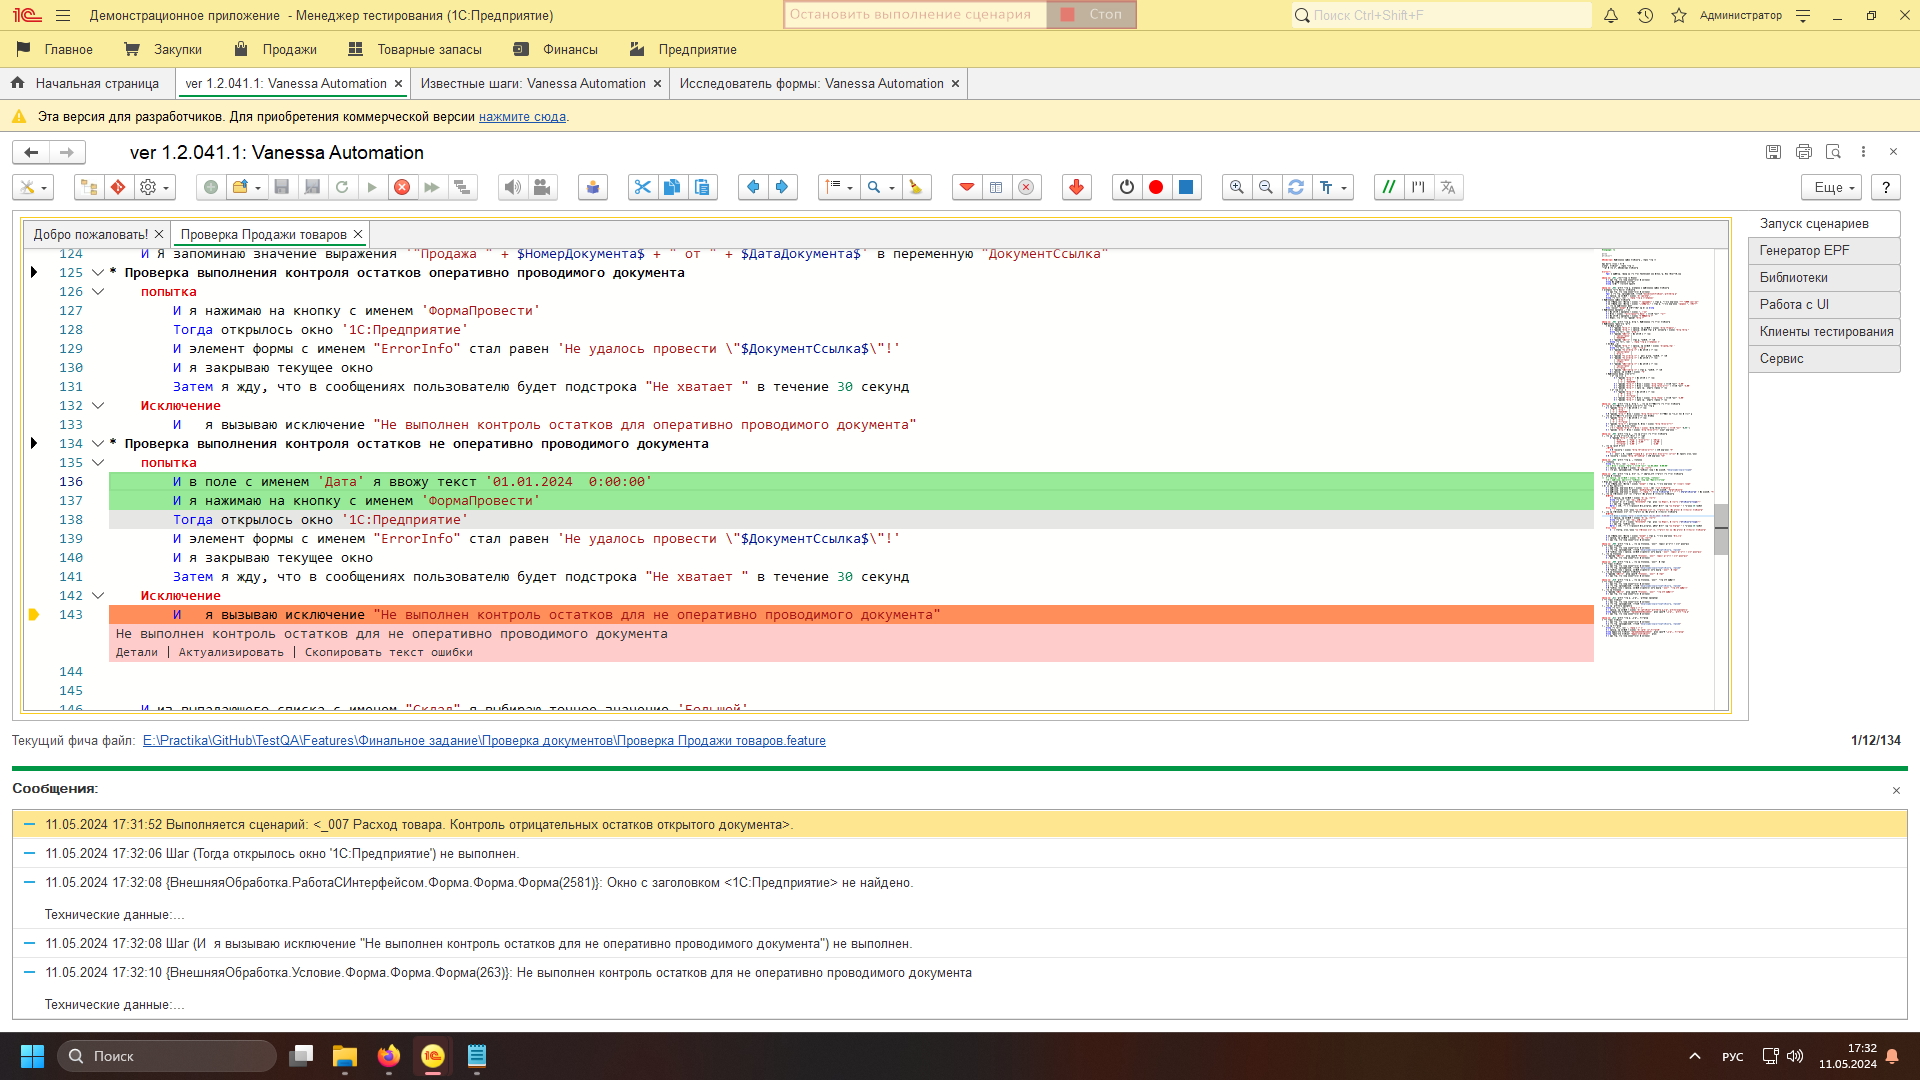 Демонстрационное приложение - Менеджер тестирования (1С:Предприятие)
Остановить выполнение сценария
Стоп
Поиск Ctrl+Shift+F
Администратор
Главное
Закупки
Продажи
Товарные запасы
Финансы
Предприятие
Начальная страница
ver 1.2.041.1: Vanessa Automation
Известные шаги: Vanessa Automation
Исследователь формы: Vanessa Automation
Эта версия для разработчиков. Для приобретения коммерческой версии нажмите сюда.
ver 1.2.041.1: Vanessa Automation
Еще
?
Добро пожаловать!
Проверка Продажи товаров
Запуск сценариев
Генератор EPF
Библиотеки
Работа с UI
Клиенты тестирования
Сервис
124 И Я запоминаю значение выражения '"Продажа " + $НомерДокумента$ + " от " + $ДатаДокумента$' в переменную "ДокументСсылка"
125 * Проверка выполнения контроля остатков оперативно проводимого документа
126 попытка
127 И я нажимаю на кнопку с именем 'ФормаПровести'
128 Тогда открылось окно '1С:Предприятие'
129 И элемент формы с именем "ErrorInfo" стал равен 'Не удалось провести \"$ДокументСсылка$\"!'
130 И я закрываю текущее окно
131 Затем я жду, что в сообщениях пользователю будет подстрока "Не хватает " в течение 30 секунд
132 Исключение
133 И   я вызываю исключение "Не выполнен контроль остатков для оперативно проводимого документа"
134 * Проверка выполнения контроля остатков не оперативно проводимого документа
135 попытка
136 И в поле с именем 'Дата' я ввожу текст '01.01.2024  0:00:00'
137 И я нажимаю на кнопку с именем 'ФормаПровести'
138 Тогда открылось окно '1С:Предприятие'
139 И элемент формы с именем "ErrorInfo" стал равен 'Не удалось провести \"$ДокументСсылка$\"!'
140 И я закрываю текущее окно
141 Затем я жду, что в сообщениях пользователю будет подстрока "Не хватает " в течение 30 секунд
142 Исключение
143 И   я вызываю исключение "Не выполнен контроль остатков для не оперативно проводимого документа"
Не выполнен контроль остатков для не оперативно проводимого документа
Детали | Актуализировать | Скопировать текст ошибки
144
145
146 И из выпадающего списка с именем "Склад" я выбираю точное значение 'Большой'
Текущий фича файл: E:\Practika\GitHub\TestQA\Features\Финальное задание\Проверка документов\Проверка Продажи товаров.feature
1/12/134
Сообщения:
11.05.2024 17:31:52 Выполняется сценарий: <_007 Расход товара. Контроль отрицательных остатков открытого документа>.
11.05.2024 17:32:06 Шаг (Тогда открылось окно '1С:Предприятие') не выполнен.
11.05.2024 17:32:08 {ВнешняяОбработка.РаботаСИнтерфейсом.Форма.Форма.Форма(2581)}: Окно с заголовком <1С:Предприятие> не найдено.
Технические данные:...
11.05.2024 17:32:08 Шаг (И  я вызываю исключение "Не выполнен контроль остатков для не оперативно проводимого документа") не выполнен.
11.05.2024 17:32:10 {ВнешняяОбработка.Условие.Форма.Форма.Форма(263)}: Не выполнен контроль остатков для не оперативно проводимого документа
Технические данные:...
Поиск
РУС
17:32
11.05.2024